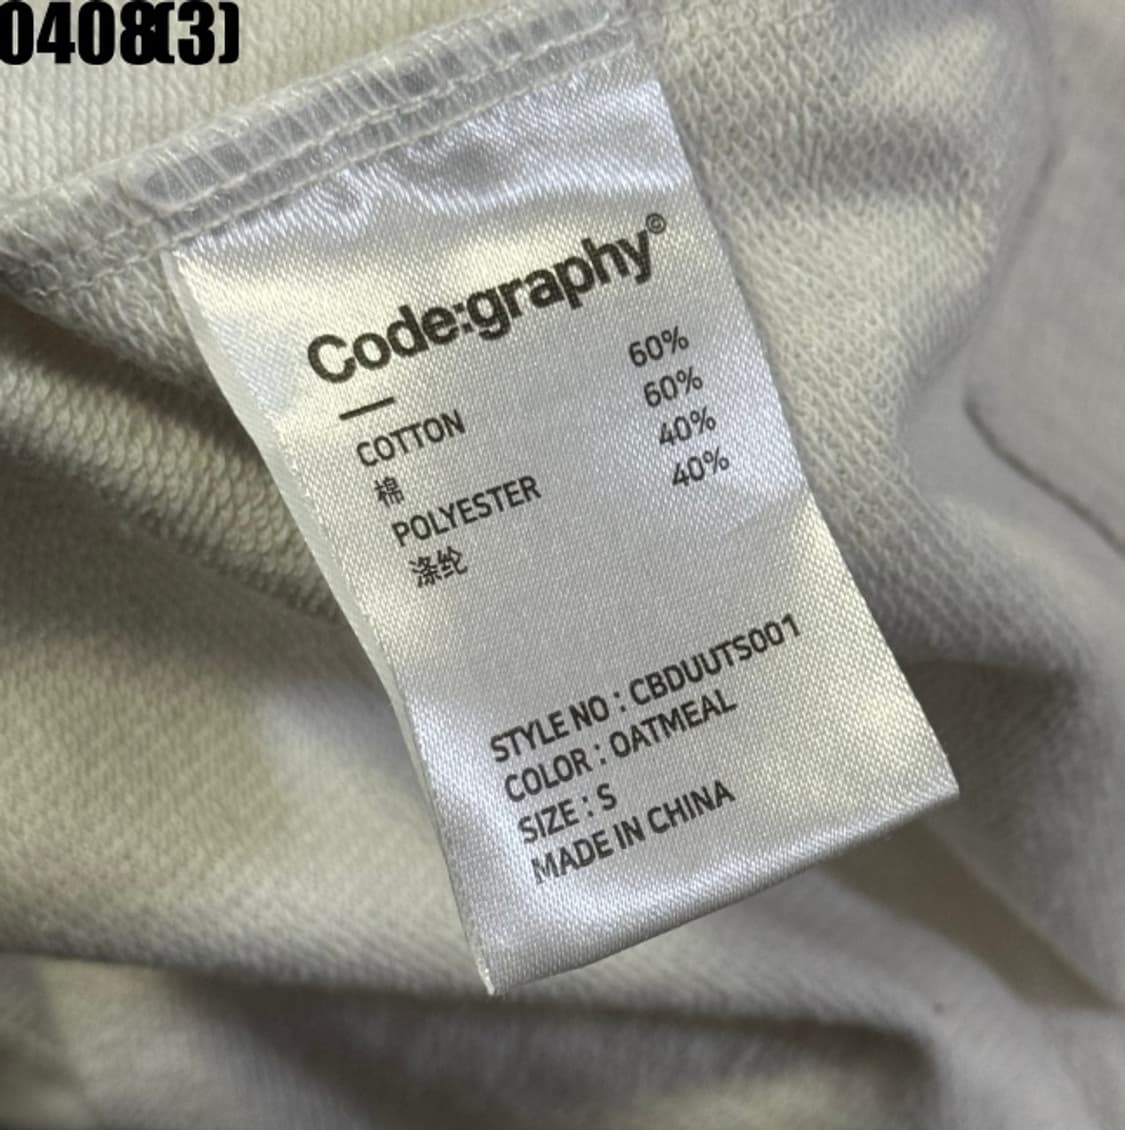 0408(3)
Code:graphy©
COTTON 60%
棉 60%
POLYESTER 40%
涤纶 40%
STYLE NO : CBDUUTS001
COLOR : OATMEAL
SIZE : S
MADE IN CHINA